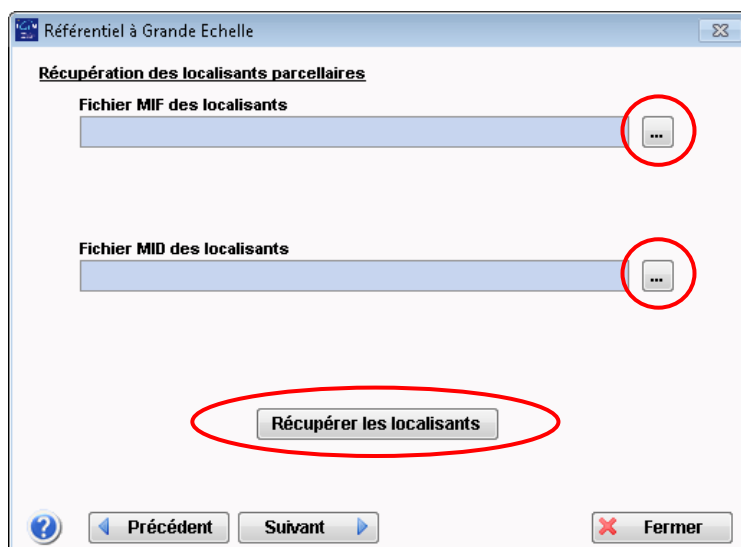 Référentiel à Grande Echelle
Récupération des localisants parcellaires
Fichier MIF des localisants
...
Fichier MID des localisants
...
Récupérer les localisants
? Précédent Suivant Fermer